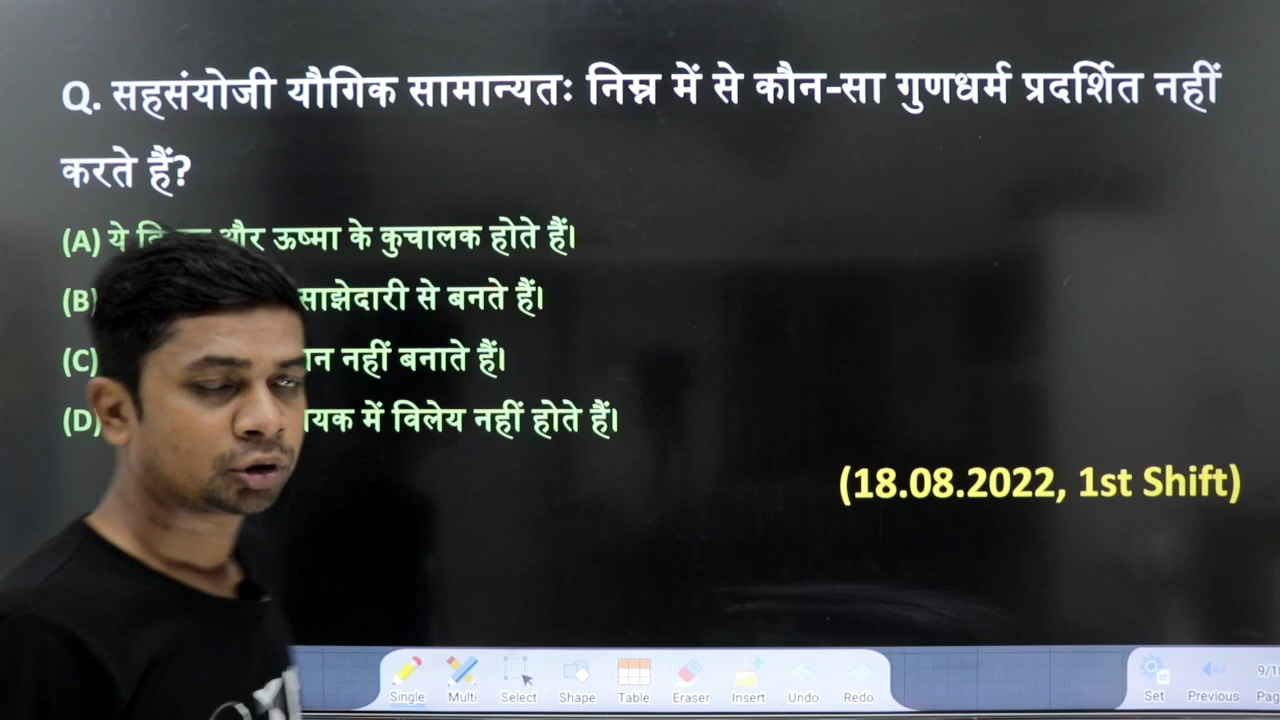 Q. सहसंयोजी यौगिक सामान्यतः निम्न में से कौन-सा गुणधर्म प्रदर्शित नहीं
करते हैं?
(A) ये और ऊष्मा के कुचालक होते हैं।
(B) साझेदारी से बनते हैं।
(C) नहीं बनाते हैं।
(D) में विलेय नहीं होते हैं।
(18.08.2022, 1st Shift)
Single Multi Select Shape Table Eraser Insert Undo Redo Set Previous